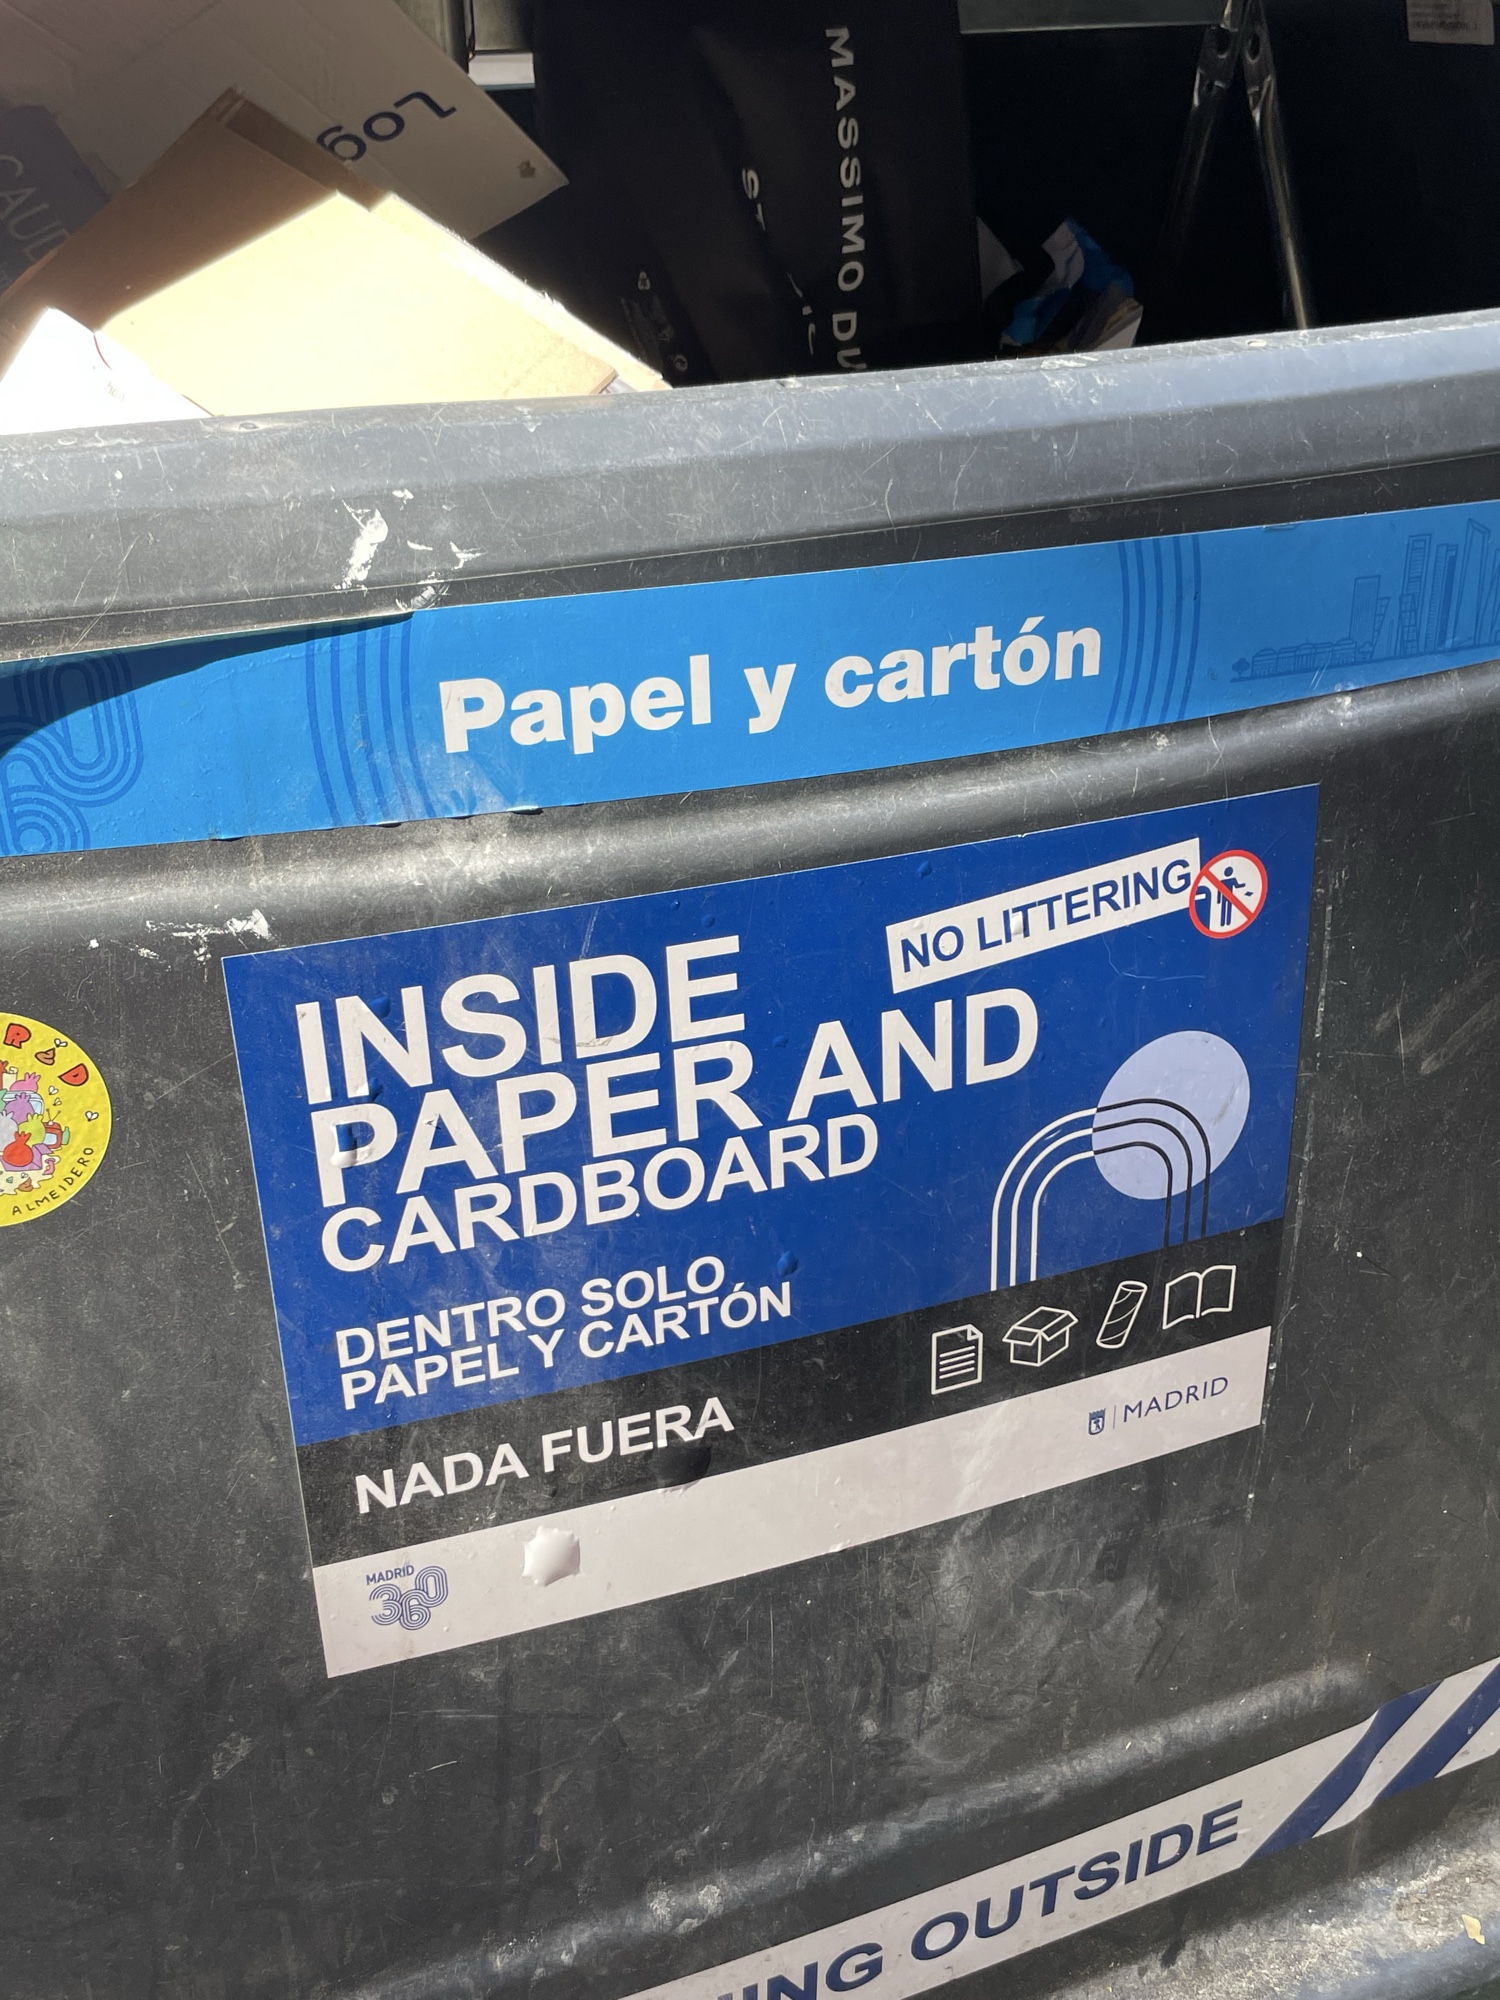 Log
MASSIMO DU
Papel y cartón
NO LITTERING
INSIDE
PAPER AND
CARDBOARD
DENTRO SOLO
PAPEL Y CARTÓN
NADA FUERA
MADRID
MADRID
360
ALMEIDERO
OUTSIDE